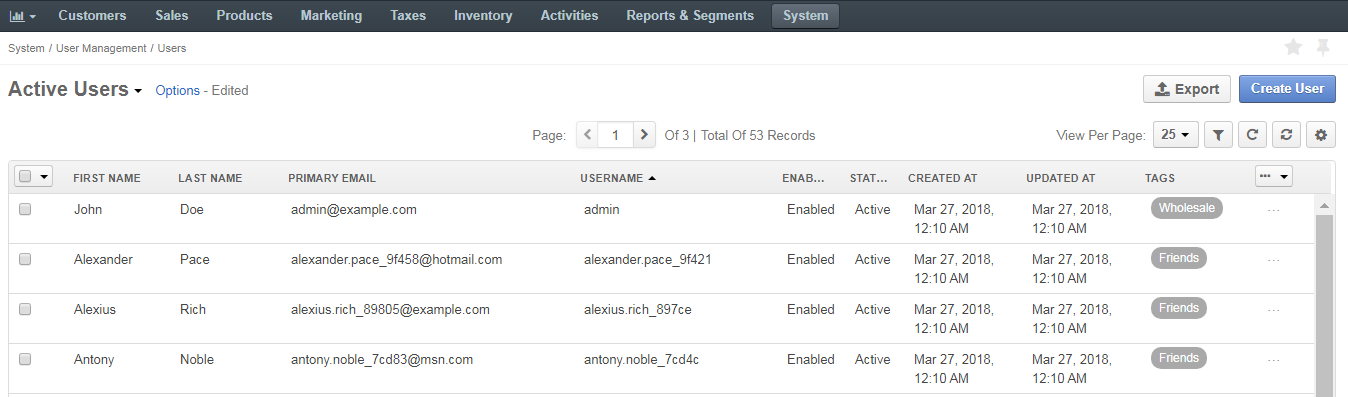 Customers Sales Products Marketing Taxes Inventory Activities Reports & Segments System
System / User Management / Users
Active Users Options - Edited Export Create User
Page: 1 Of 3 | Total Of 53 Records View Per Page: 25
FIRST NAME LAST NAME PRIMARY EMAIL USERNAME ENAB... STAT... CREATED AT UPDATED AT TAGS ...
John Doe admin@example.com admin Enabled Active Mar 27, 2018, Mar 27, 2018, Wholesale ...
12:10 AM 12:10 AM
Alexander Pace alexander.pace_9f458@hotmail.com alexander.pace_9f421 Enabled Active Mar 27, 2018, Mar 27, 2018, Friends ...
12:10 AM 12:10 AM
Alexius Rich alexius.rich_89805@example.com alexius.rich_897ce Enabled Active Mar 27, 2018, Mar 27, 2018, Friends ...
12:10 AM 12:10 AM
Antony Noble antony.noble_7cd83@msn.com antony.noble_7cd4c Enabled Active Mar 27, 2018, Mar 27, 2018, Friends ...
12:10 AM 12:10 AM